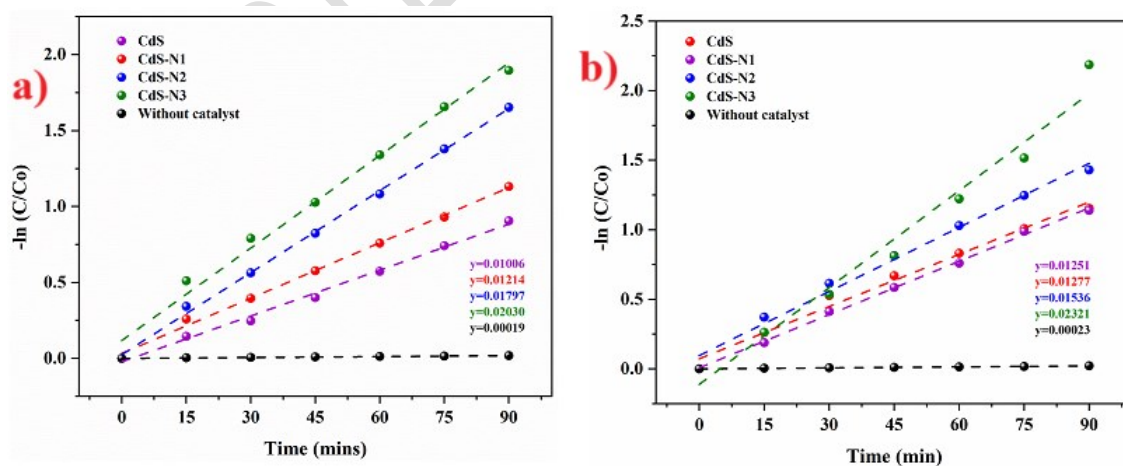 a)
CdS
CdS-N1
CdS-N2
CdS-N3
Without catalyst
2.0
1.5
1.0
0.5
0.0
-ln (C/Co)
y=0.01006
y=0.01214
y=0.01797
y=0.02030
y=0.00019
0 15 30 45 60 75 90
Time (mins)
b)
CdS
CdS-N1
CdS-N2
CdS-N3
Without catalyst
2.5
2.0
1.5
1.0
0.5
0.0
-ln (C/Co)
y=0.01251
y=0.01277
y=0.01536
y=0.02321
y=0.00023
0 15 30 45 60 75 90
Time (min)